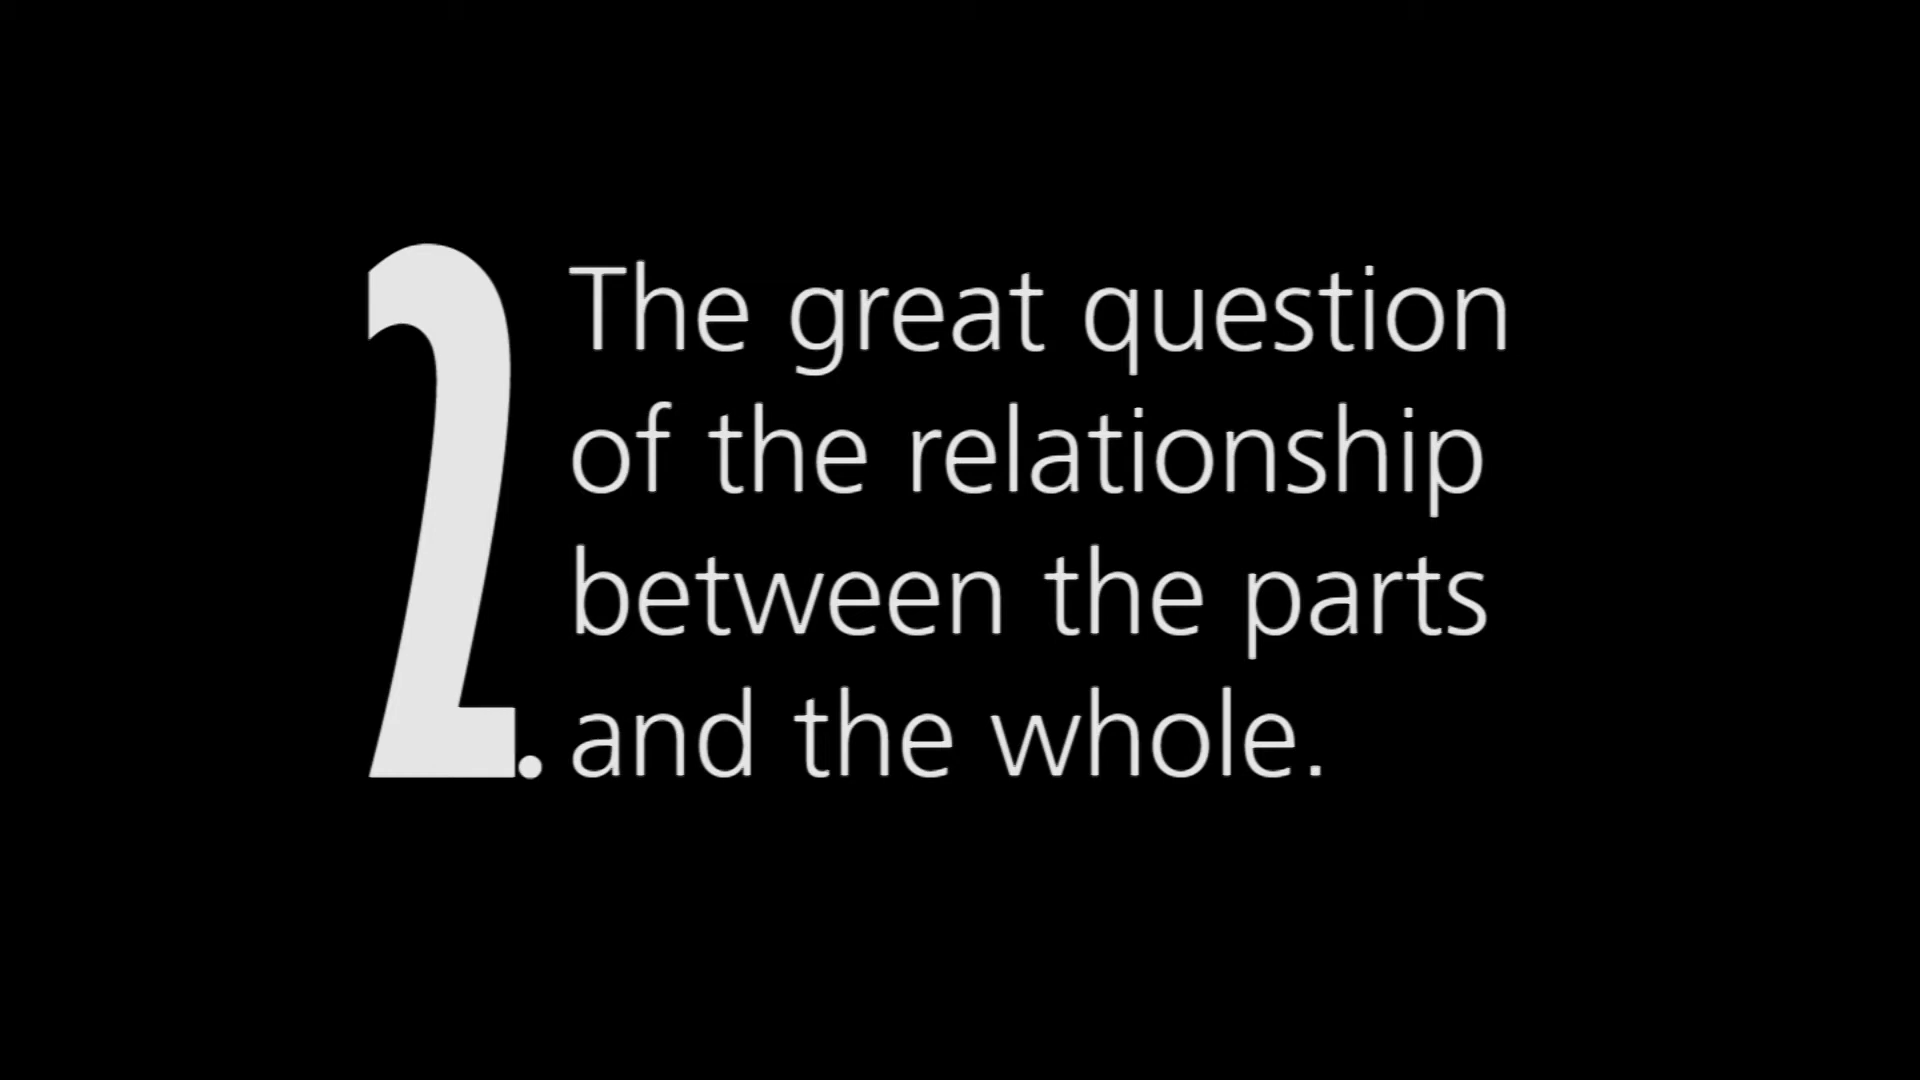 2. The great question
of the relationship
between the parts
and the whole.